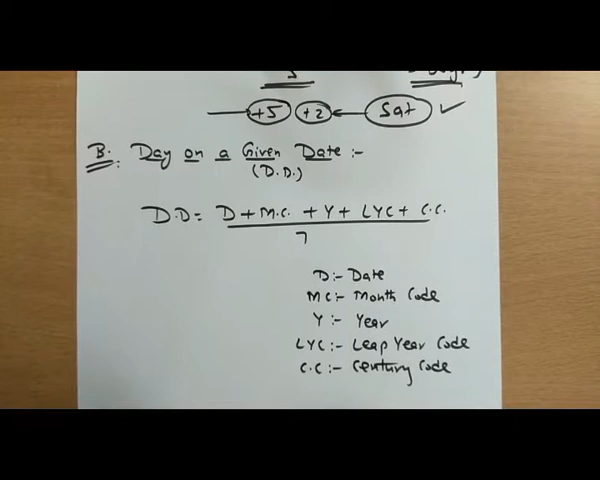 +5 +2 Sat
B. Day on a Given Date :-
(D.D.)
D.D = D + M.C. + Y + LYC + C.C.
7
D :- Date
MC :- Month Code
Y :- Year
LYC :- Leap Year Code
C.C :- Century Code